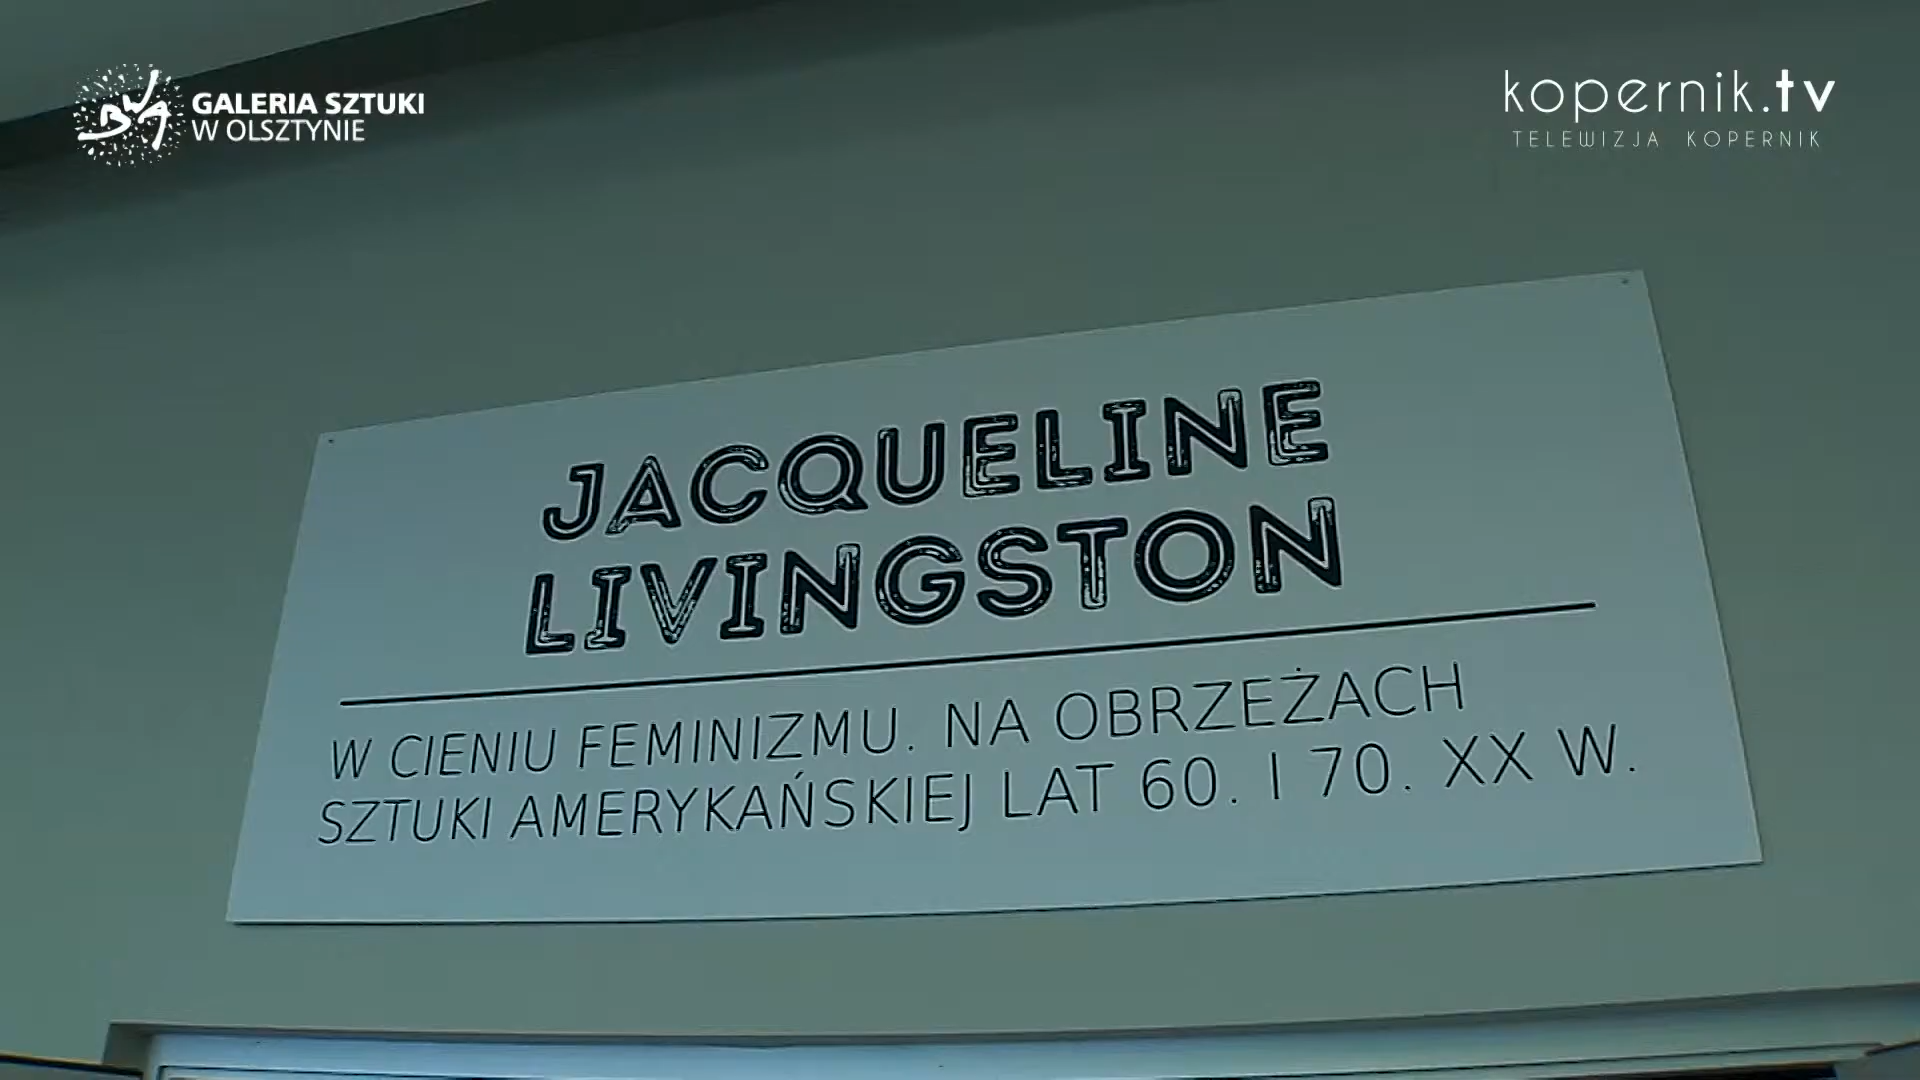 BWA
GALERIA SZTUKI
W OLSZTYNIE
kopernik.tv
TELEWIZJA KOPERNIK
JACQUELINE
LIVINGSTON
W CIENIU FEMINIZMU. NA OBRZEŻACH
SZTUKI AMERYKAŃSKIEJ LAT 60. I 70. XX W.